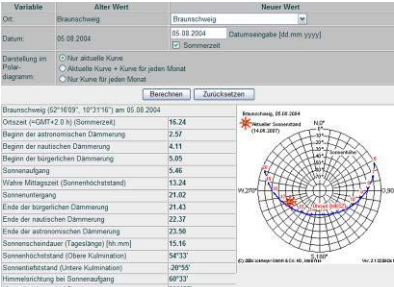 Variable Alter Wert Neuer Wert
Ort: Braunschweig Braunschweig
Datum: 05.08.2004 05.08.2004 Datumseingabe [dd.mm.yyyy]
Sommerzeit
Darstellung im Polar-diagramm:
Nur aktuelle Kurve
Aktuelle Kurve + Kurve für jeden Monat
Nur Kurve für jeden Monat
Berechnen Zurücksetzen
Braunschweig (52°16'09", 10°31'16") am 05.08.2004
Ortszeit (=GMT+2.0 h) (Sommerzeit) 16.24
Beginn der astronomischen Dämmerung 2.57
Beginn der nautischen Dämmerung 4.11
Beginn der bürgerlichen Dämmerung 5.05
Sonnenaufgang 5.46
Wahre Mittagszeit (Sonnenhöchststand) 13.24
Sonnenuntergang 21.02
Ende der bürgerlichen Dämmerung 21.43
Ende der nautischen Dämmerung 22.37
Ende der astronomischen Dämmerung 23.50
Sonnenscheindauer (Tageslänge) [hh.mm] 15.16
Sonnenhöchststand (Obere Kulmination) 54°33'
Sonnentiefststand (Untere Kulmination) -20°55'
Himmelsrichtung bei Sonnenaufgang 60°33'
Braunschweig, 05.08.2004
Aktueller Sonnenstand
N,0°
W,270°
S,180°